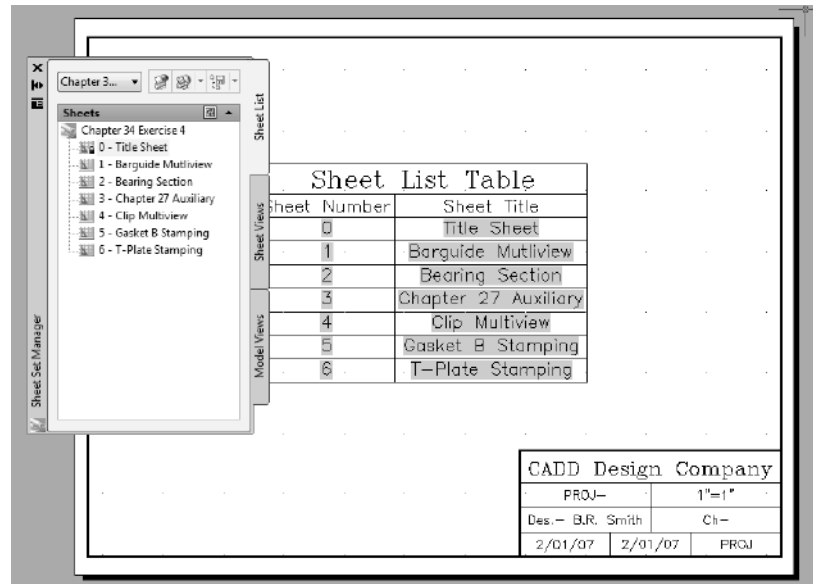 Chapter 3...
Sheets
Chapter 34 Exercise 4
0 - Title Sheet
1 - Barguide Mutliview
2 - Bearing Section
3 - Chapter 27 Auxiliary
4 - Clip Multiview
5 - Gasket B Stamping
6 - T-Plate Stamping
Sheet List
Sheet Views
Model Views
Sheet Set Manager
Sheet List Table
Sheet Number Sheet Title
0 Title Sheet
1 Barguide Mutliview
2 Bearing Section
3 Chapter 27 Auxiliary
4 Clip Multiview
5 Gasket B Stamping
6 T-Plate Stamping
CADD Design Company
PROJ- 1"=1"
Des.- B.R. Smith Ch-
2/01/07 2/01/07 PROJ